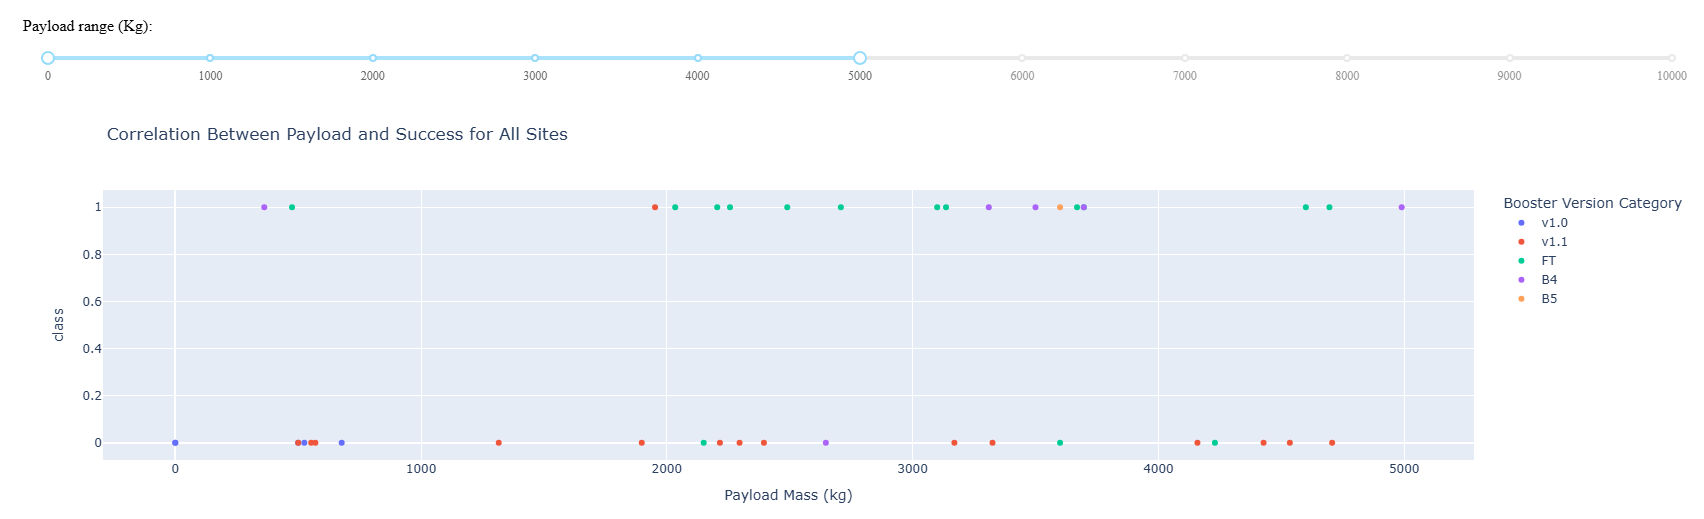 Payload range (Kg):
0 1000 2000 3000 4000 5000 6000 7000 8000 9000 10000
Correlation Between Payload and Success for All Sites
Booster Version Category
v1.0
v1.1
FT
B4
B5
class
1
0.8
0.6
0.4
0.2
0
0 1000 2000 3000 4000 5000
Payload Mass (kg)